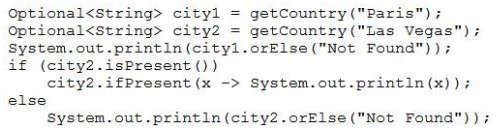 Optional<String> city1 = getCountry("Paris");
Optional<String> city2 = getCountry("Las Vegas");
System.out.println(city1.orElse("Not Found"));
if (city2.isPresent())
    city2.ifPresent(x -> System.out.println(x));
else
    System.out.println(city2.orElse("Not Found"));